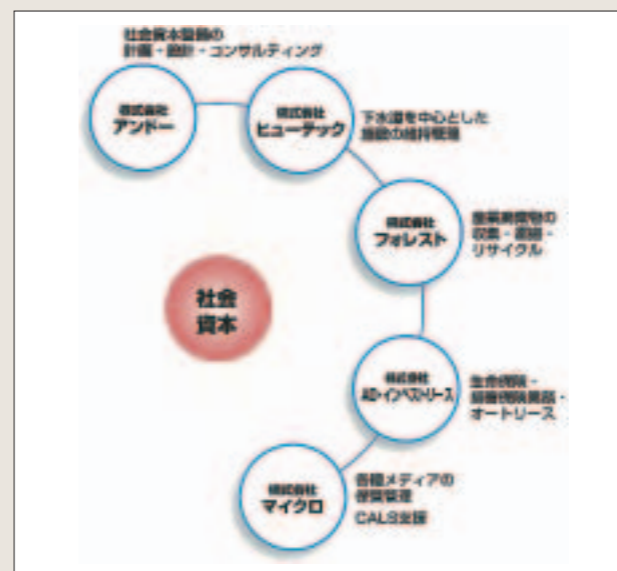 社会資本整備の
計画・設計・コンサルティング
株式会社
アンドー
株式会社
ヒューテック
下水道を中心とした
施設の維持管理
株式会社
フォレスト
産業廃棄物の
収集・運搬・
リサイクル
社会
資本
株式会社
AD・インベストリース
生命保険・
損害保険業務・
オートリース
株式会社
マイクロ
各種メディアの
保管管理
CALS支援